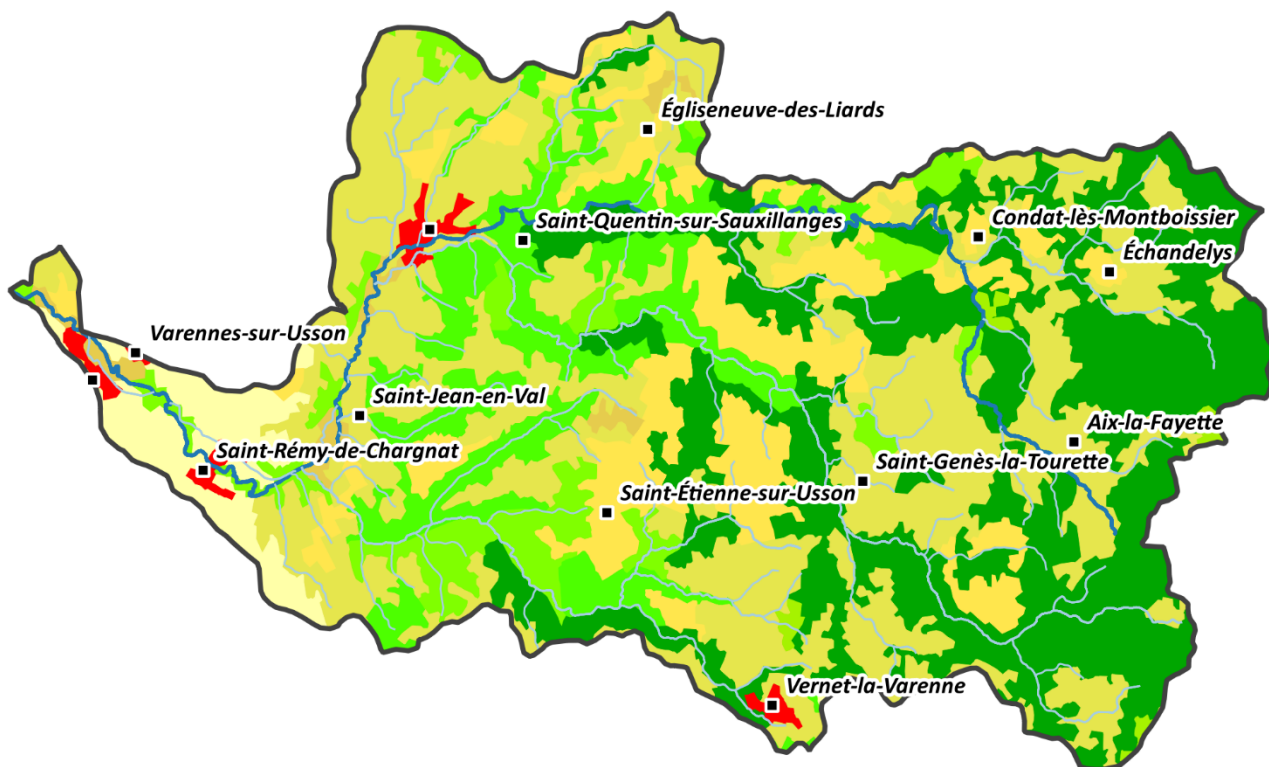 Égliseneuve-des-Liards
Saint-Quentin-sur-Sauxillanges
Condat-lès-Montboissier
Échandelys
Varennes-sur-Usson
Saint-Jean-en-Val
Aix-la-Fayette
Saint-Rémy-de-Chargnat
Saint-Genès-la-Tourette
Saint-Étienne-sur-Usson
Vernet-la-Varenne